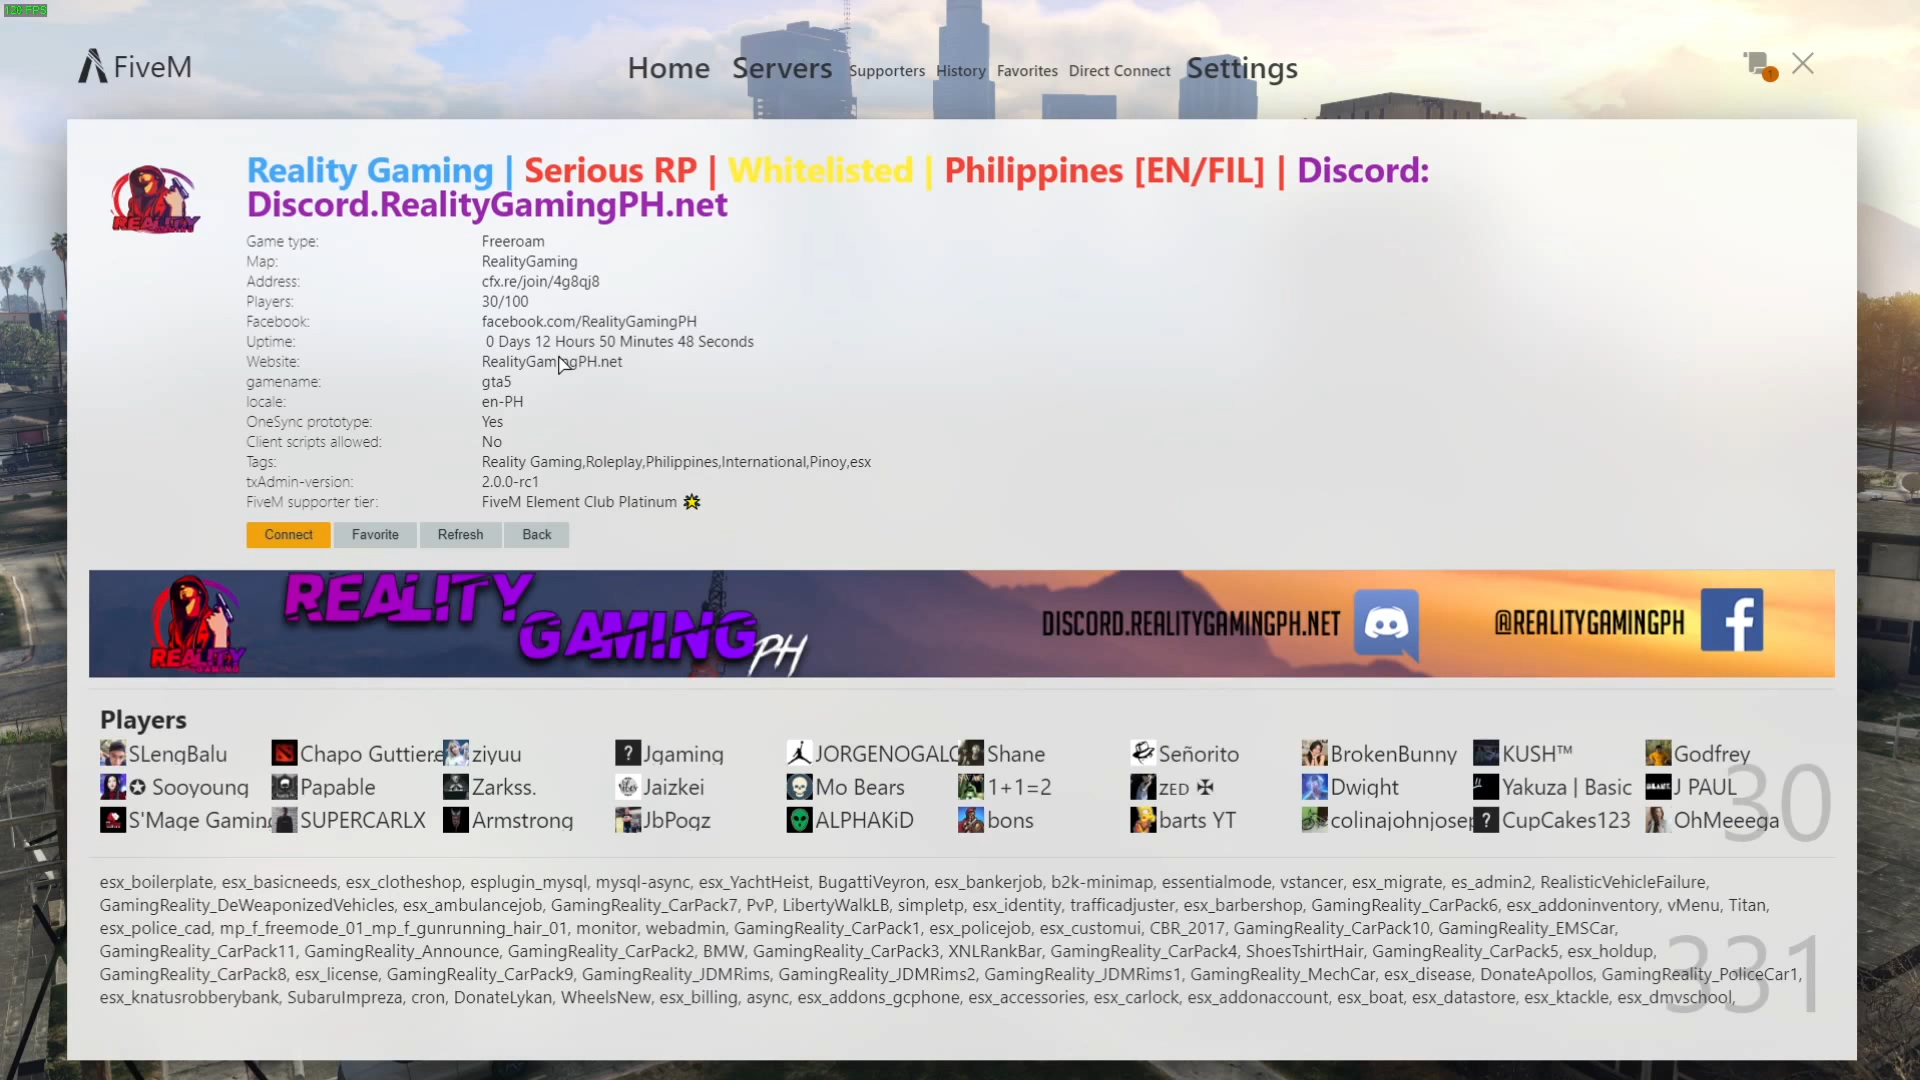 120 FPS
FiveM
Home Servers Supporters History Favorites Direct Connect Settings
1
Reality Gaming | Serious RP | Whitelisted | Philippines [EN/FIL] | Discord:
Discord.RealityGamingPH.net
REALITY
Game type: Freeroam
Map: RealityGaming
Address: cfx.re/join/4g8qj8
Players: 30/100
Facebook: facebook.com/RealityGamingPH
Uptime: 0 Days 12 Hours 50 Minutes 48 Seconds
Website: RealityGamingPH.net
gamename: gta5
locale: en-PH
OneSync prototype: Yes
Client scripts allowed: No
Tags: Reality Gaming,Roleplay,Philippines,International,Pinoy,esx
txAdmin-version: 2.0.0-rc1
FiveM supporter tier: FiveM Element Club Platinum
Connect Favorite Refresh Back
REALITY GAMING
REAL!TY
GAM!NG PH
DISCORD.REALITYGAMINGPH.NET
@REALITYGAMINGPH
Players
SLengBalu Chapo Guttiere ziyuu Jgaming JORGENOGALO Shane Señorito BrokenBunny KUSH™ Godfrey
✪ Sooyoung Papable Zarkss. Jaizkei Mo Bears 1+1=2 ZED ✠ Dwight Yakuza | Basic J PAUL
S'Mage Gaming SUPERCARLX Armstrong JbPogz ALPHAKiD bons barts YT colinajohnjosep CupCakes123 OhMeeega
30
esx_boilerplate, esx_basicneeds, esx_clotheshop, esplugin_mysql, mysql-async, esx_YachtHeist, BugattiVeyron, esx_bankerjob, b2k-minimap, essentialmode, vstancer, esx_migrate, es_admin2, RealisticVehicleFailure,
GamingReality_DeWeaponizedVehicles, esx_ambulancejob, GamingReality_CarPack7, PvP, LibertyWalkLB, simpletp, esx_identity, trafficadjuster, esx_barbershop, GamingReality_CarPack6, esx_addoninventory, vMenu, Titan,
esx_police_cad, mp_f_freemode_01_mp_f_gunrunning_hair_01, monitor, webadmin, GamingReality_CarPack1, esx_policejob, esx_customui, CBR_2017, GamingReality_CarPack10, GamingReality_EMSCar,
GamingReality_CarPack11, GamingReality_Announce, GamingReality_CarPack2, BMW, GamingReality_CarPack3, XNLRankBar, GamingReality_CarPack4, ShoesTshirtHair, GamingReality_CarPack5, esx_holdup,
GamingReality_CarPack8, esx_license, GamingReality_CarPack9, GamingReality_JDMRims, GamingReality_JDMRims2, GamingReality_JDMRims1, GamingReality_MechCar, esx_disease, DonateApollos, GamingReality_PoliceCar1,
esx_knatusrobberybank, SubaruImpreza, cron, DonateLykan, WheelsNew, esx_billing, async, esx_addons_gcphone, esx_accessories, esx_carlock, esx_addonaccount, esx_boat, esx_datastore, esx_ktackle, esx_dmvschool,
331